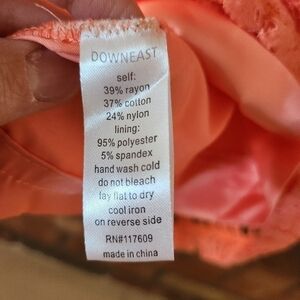 DOWNEAST
self:
39% rayon
37% cotton
24% nylon
lining:
95% polyester
5% spandex
hand wash cold
do not bleach
lay flat to dry
cool iron
on reverse side
RN#117609
made in china